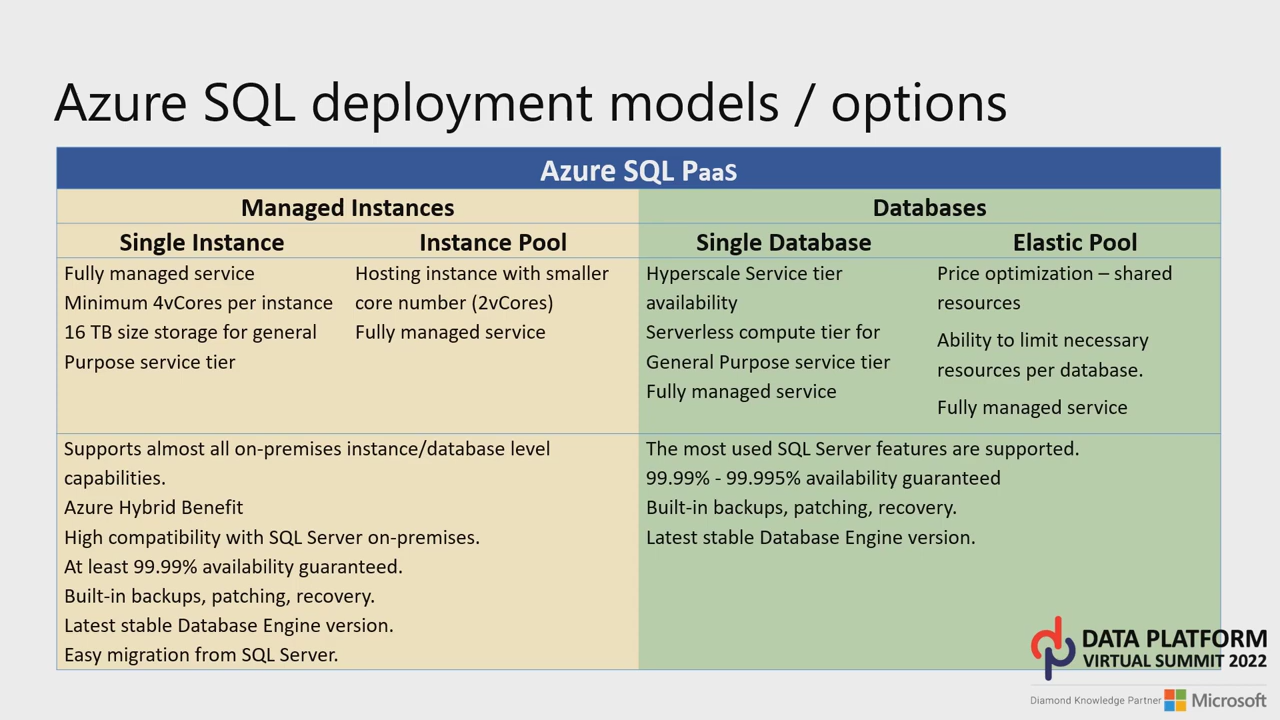 Azure SQL deployment models / options
Azure SQL PaaS
Managed Instances
Databases
Single Instance
Instance Pool
Single Database
Elastic Pool
Fully managed service
Minimum 4vCores per instance
16 TB size storage for general
Purpose service tier
Hosting instance with smaller
core number (2vCores)
Fully managed service
Hyperscale Service tier
availability
Serverless compute tier for
General Purpose service tier
Fully managed service
Price optimization – shared
resources
Ability to limit necessary
resources per database.
Fully managed service
Supports almost all on-premises instance/database level
capabilities.
Azure Hybrid Benefit
High compatibility with SQL Server on-premises.
At least 99.99% availability guaranteed.
Built-in backups, patching, recovery.
Latest stable Database Engine version.
Easy migration from SQL Server.
The most used SQL Server features are supported.
99.99% - 99.995% availability guaranteed
Built-in backups, patching, recovery.
Latest stable Database Engine version.
DATA PLATFORM
VIRTUAL SUMMIT 2022
Diamond Knowledge Partner Microsoft